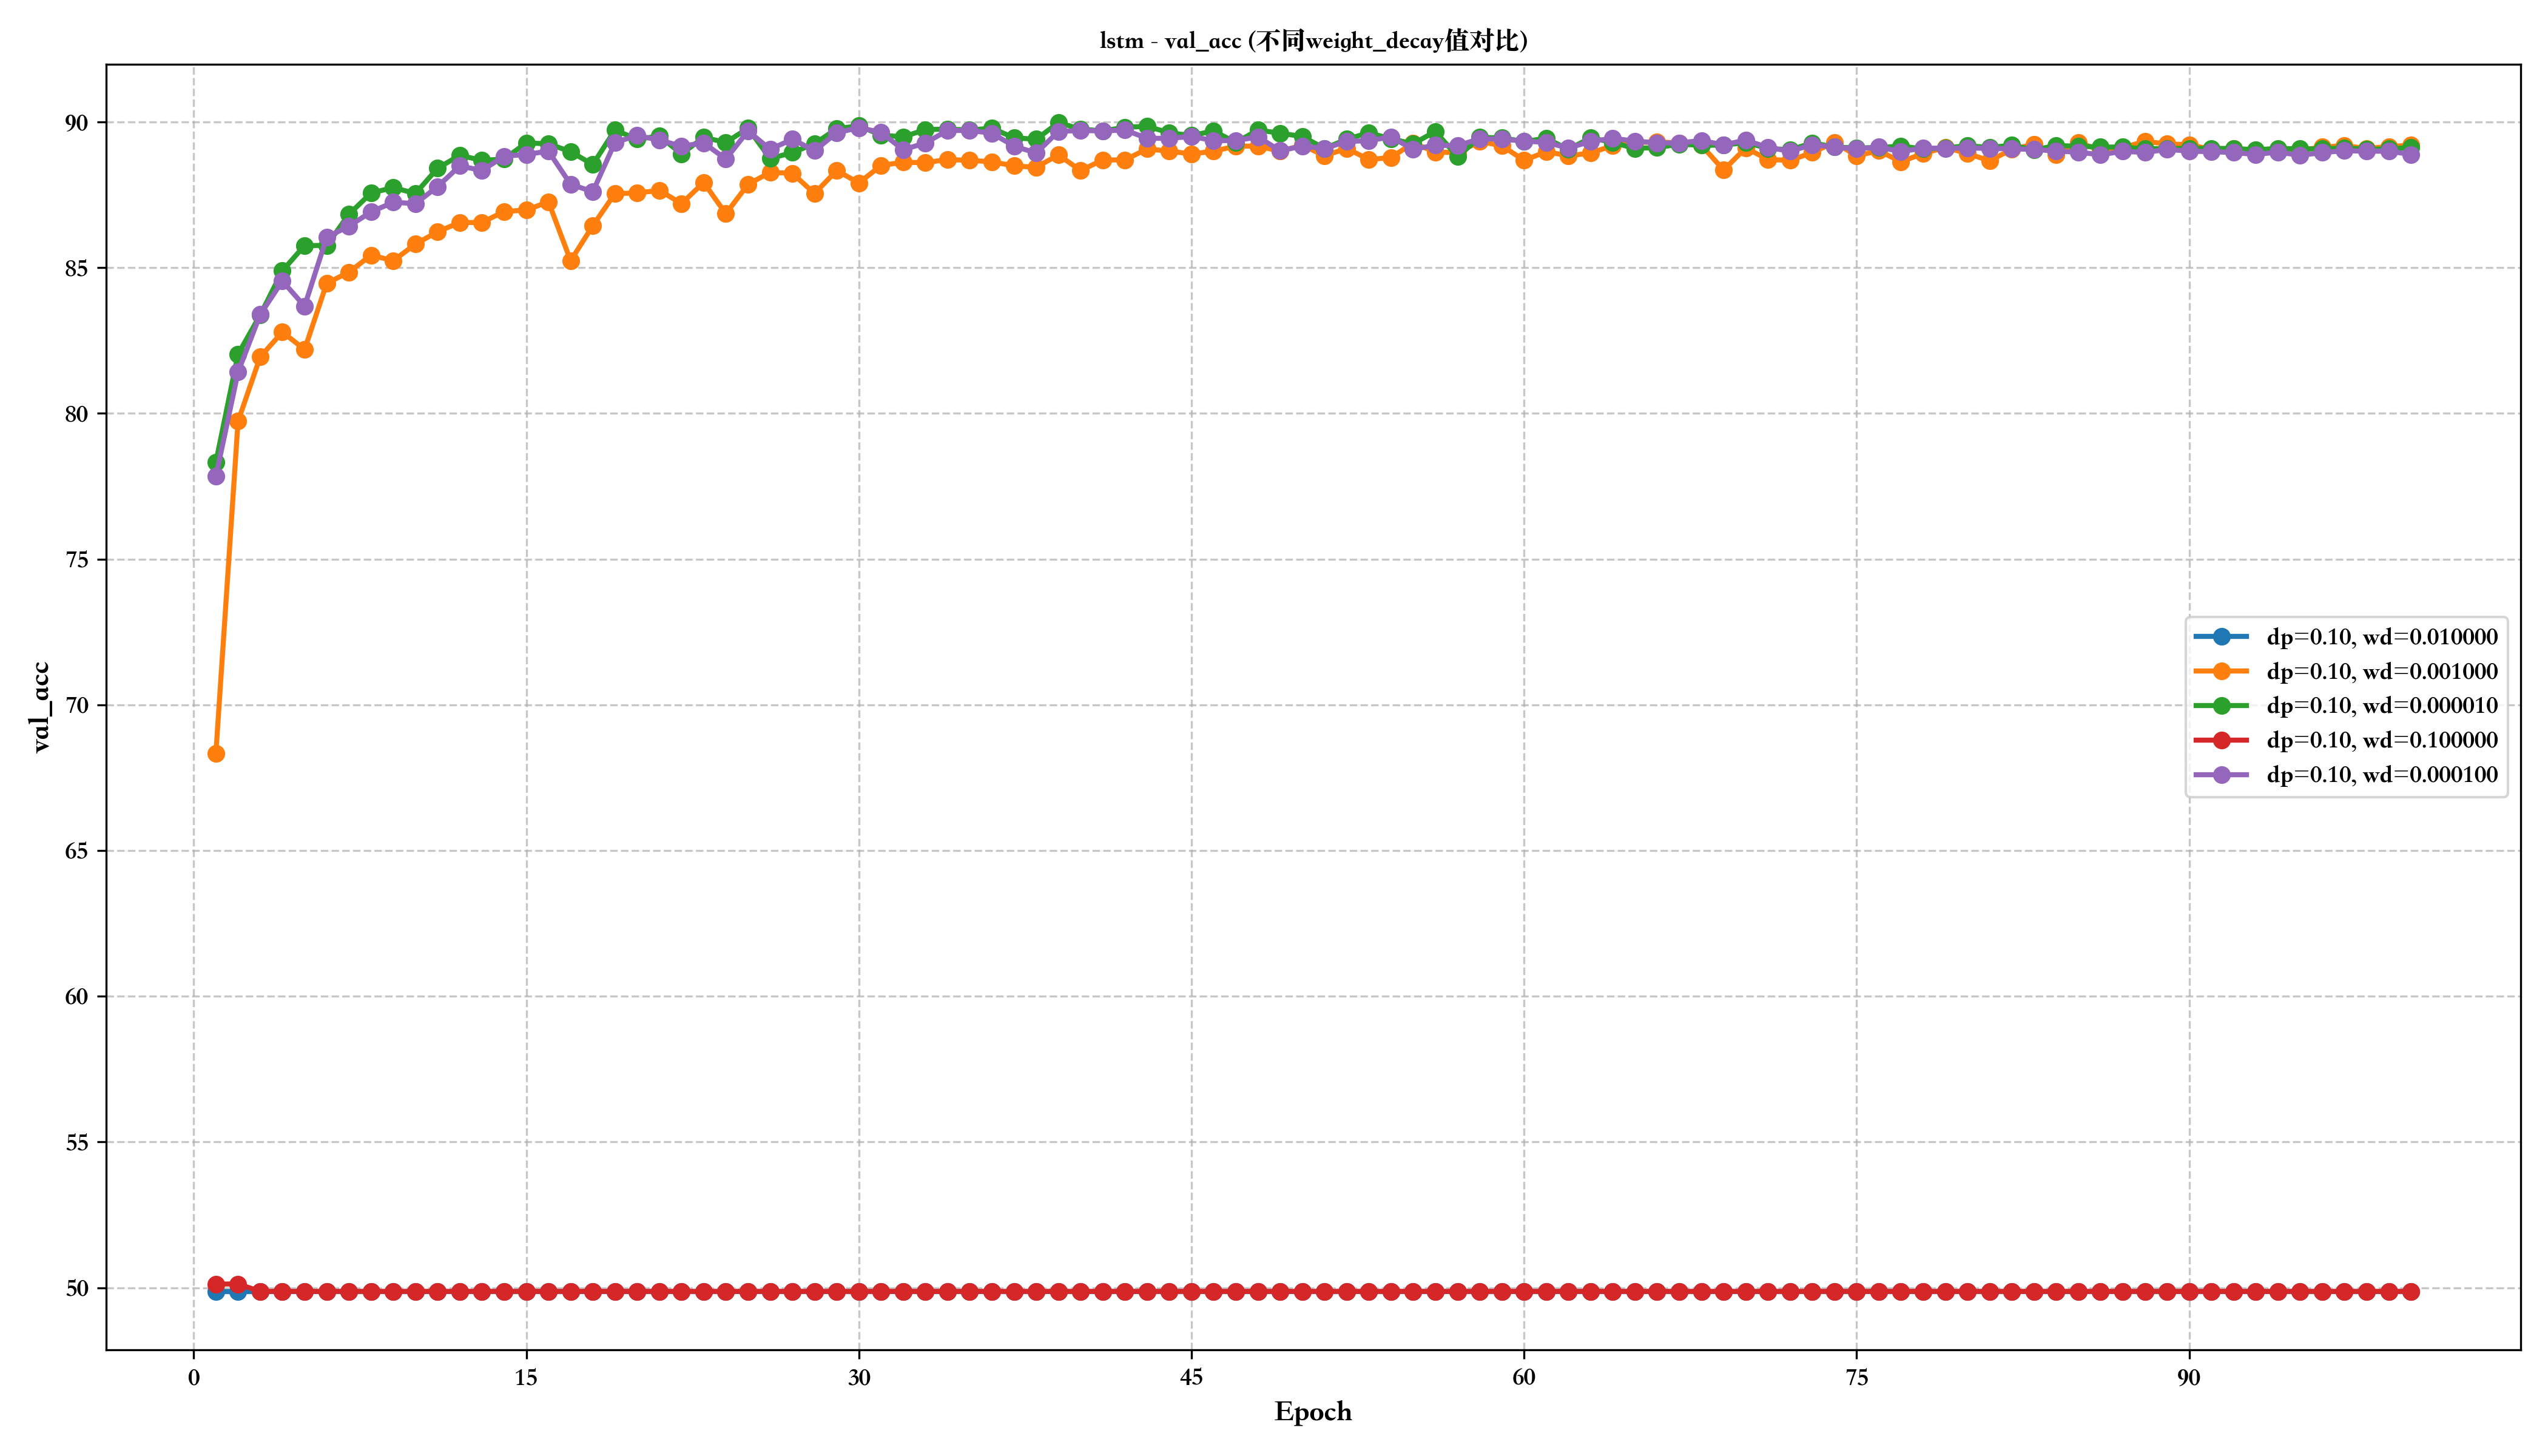 lstm - val_acc (不同weight_decay值对比)
90
85
80
75
70
65
60
55
50
val_acc
dp=0.10, wd=0.010000
dp=0.10, wd=0.001000
dp=0.10, wd=0.000010
dp=0.10, wd=0.100000
dp=0.10, wd=0.000100
0 15 30 45 60 75 90
Epoch